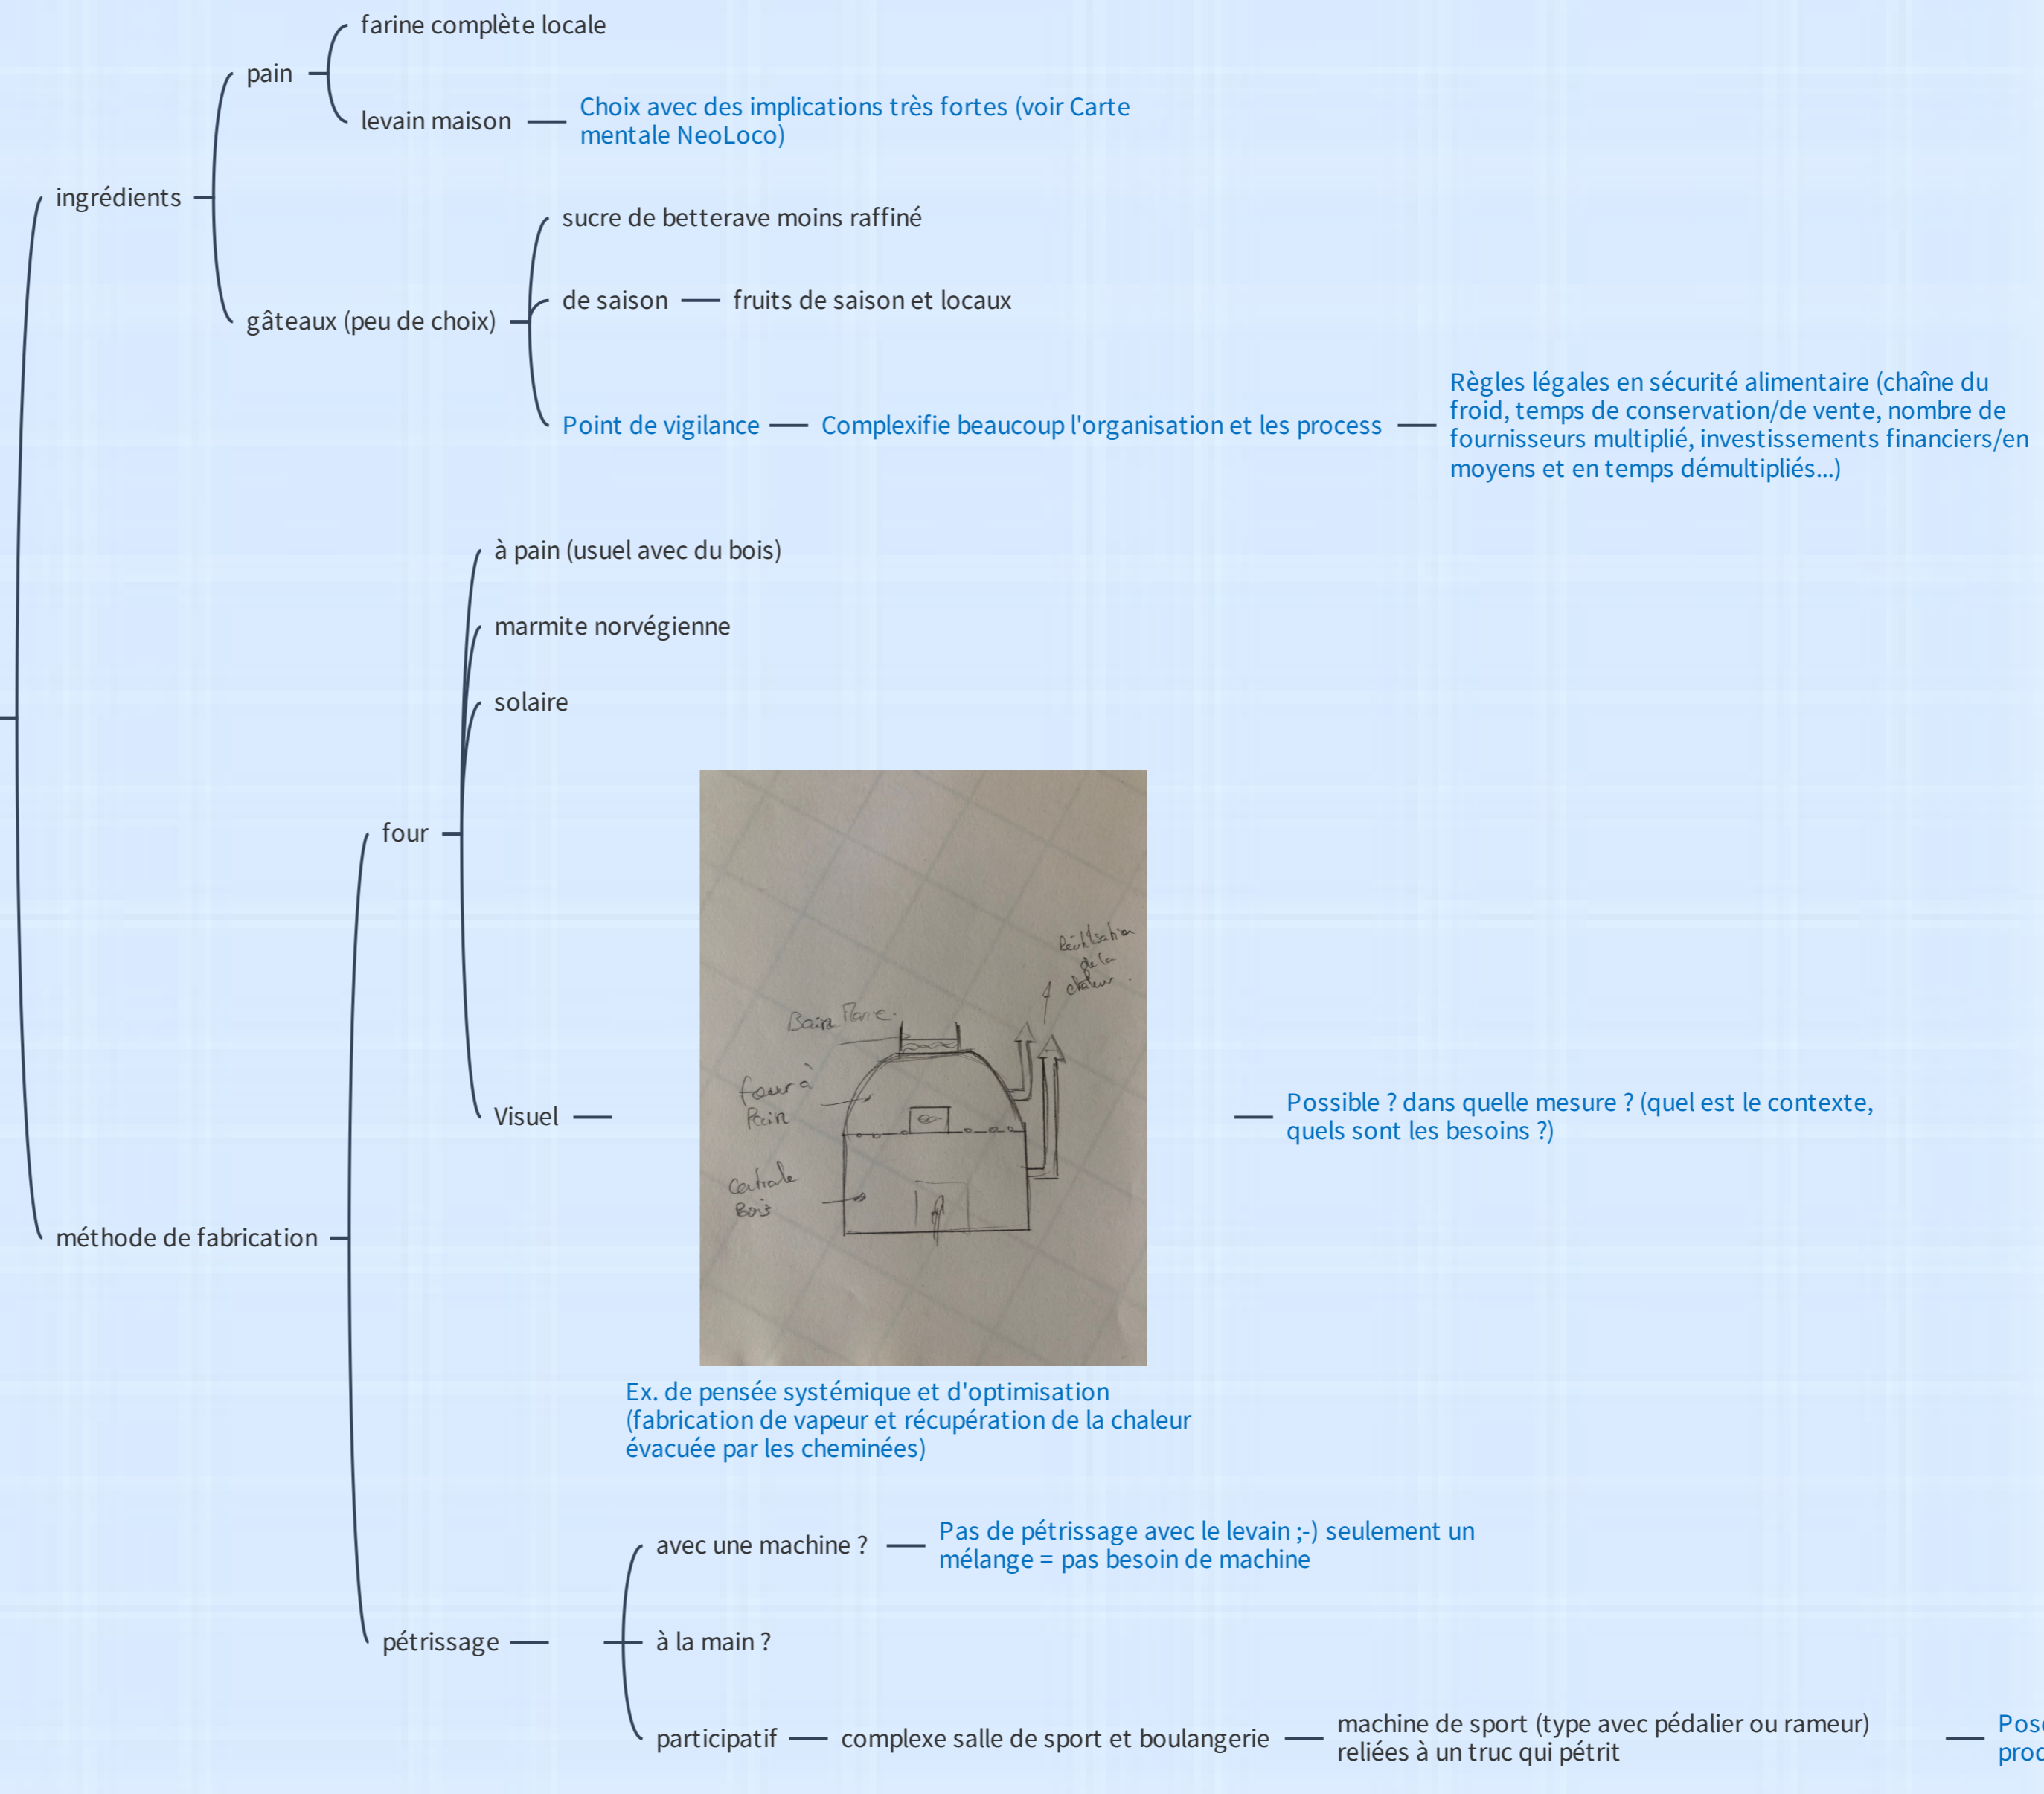 farine complète locale
pain
levain maison
Choix avec des implications très fortes (voir Carte
mentale NeoLoco)
ingrédients
sucre de betterave moins raffiné
de saison
fruits de saison et locaux
gâteaux (peu de choix)
Point de vigilance
Complexifie beaucoup l'organisation et les process
Règles légales en sécurité alimentaire (chaîne du
froid, temps de conservation/de vente, nombre de
fournisseurs multiplié, investissements financiers/en
moyens et en temps démultipliés...)
à pain (usuel avec du bois)
marmite norvégienne
solaire
four
Réutilisation
de la
chaleur
Bain Marie
four à
Pain
Centrale
Bois
Visuel
Possible ? dans quelle mesure ? (quel est le contexte,
quels sont les besoins ?)
Ex. de pensée systémique et d'optimisation
(fabrication de vapeur et récupération de la chaleur
évacuée par les cheminées)
méthode de fabrication
avec une machine ?
Pas de pétrissage avec le levain ;-) seulement un
mélange = pas besoin de machine
pétrissage
à la main ?
participatif
complexe salle de sport et boulangerie
machine de sport (type avec pédalier ou rameur)
reliées à un truc qui pétrit